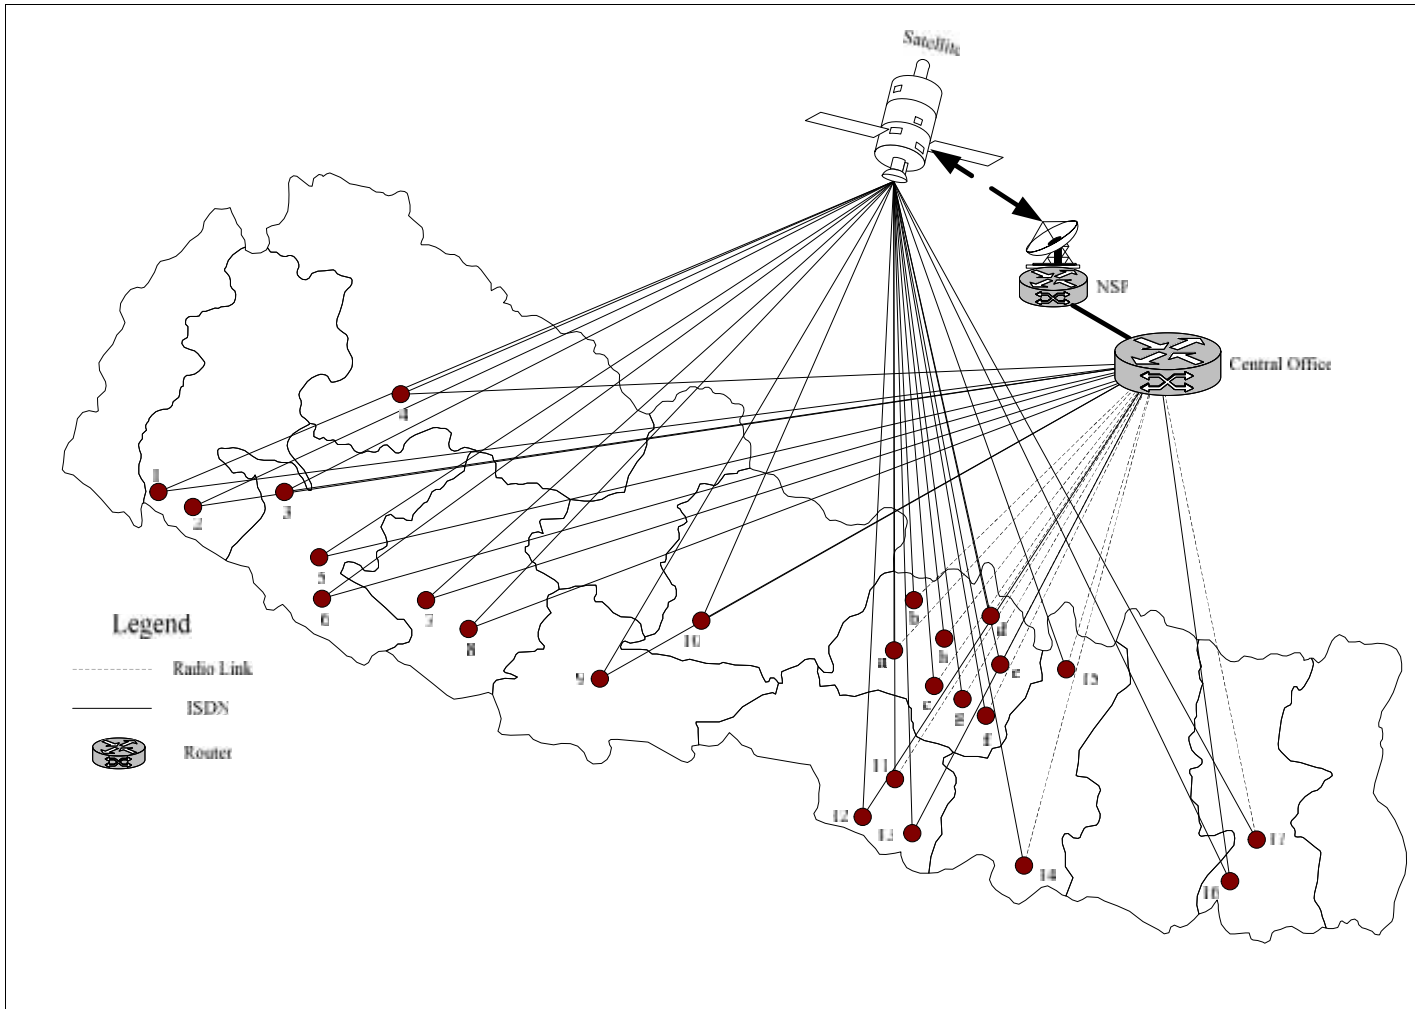 Satellite
NSP
Central Office
4
1
2
3
5
6
7
8
9
10
Legend
Radio Link
ISDN
Router
b
d
h
a
e
15
c
g
f
11
12
13
14
17
16